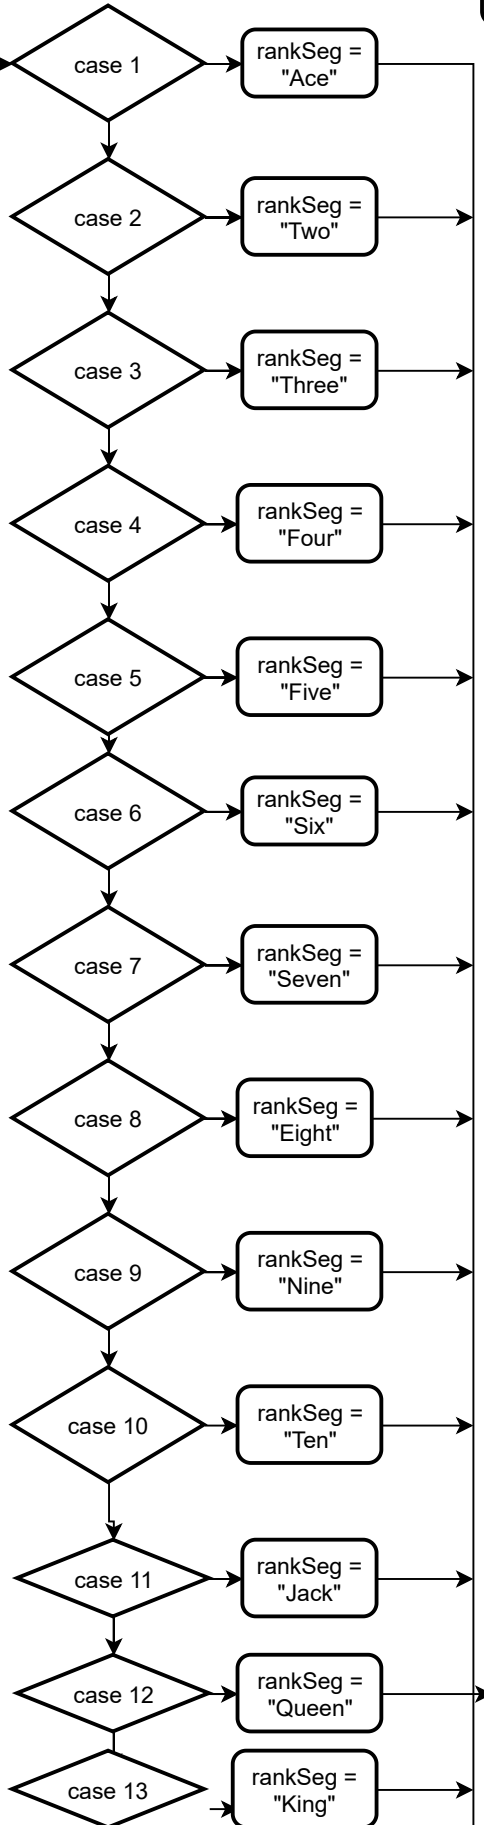 case 1
rankSeg =
"Ace"
case 2
rankSeg =
"Two"
case 3
rankSeg =
"Three"
case 4
rankSeg =
"Four"
case 5
rankSeg =
"Five"
case 6
rankSeg =
"Six"
case 7
rankSeg =
"Seven"
case 8
rankSeg =
"Eight"
case 9
rankSeg =
"Nine"
case 10
rankSeg =
"Ten"
case 11
rankSeg =
"Jack"
case 12
rankSeg =
"Queen"
case 13
rankSeg =
"King"